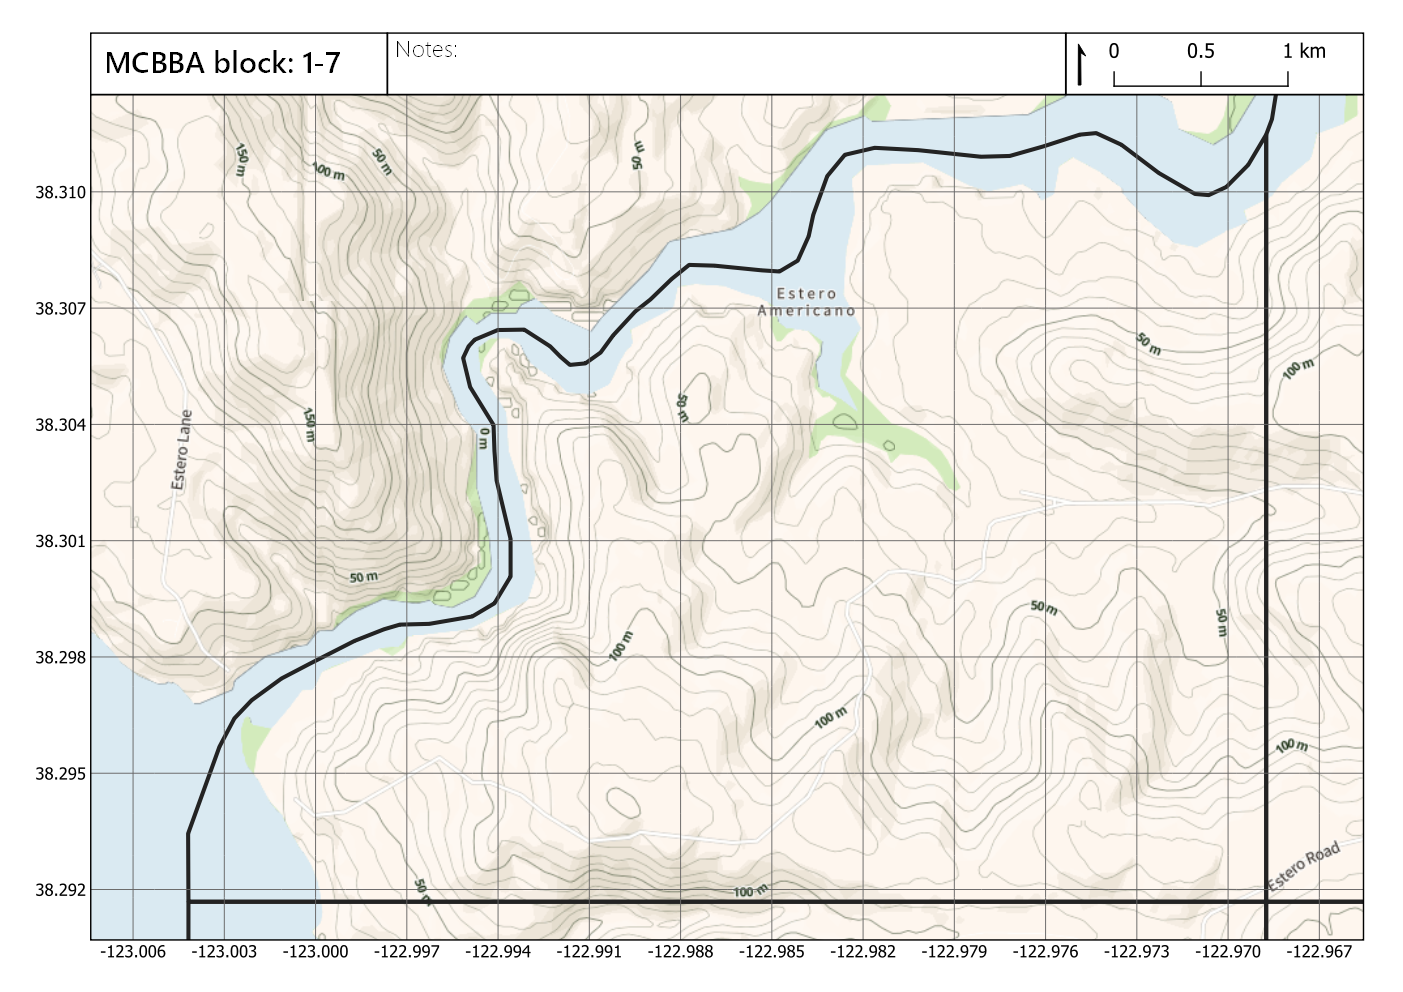 MCBBA block: 1-7
Notes:
0 0.5 1 km
150 m
00 m
50 m
50 m
38.310
Estero
Americano
38.307
50 m
100 m
50 m
150 m
0 m
Estero Lane
38.304
38.301
50 m
50 m
50 m
100 m
38.298
100 m
100 m
38.295
Estero Road
50 m
100 m
38.292
-123.006 -123.003 -123.000 -122.997 -122.994 -122.991 -122.988 -122.985 -122.982 -122.979 -122.976 -122.973 -122.970 -122.967